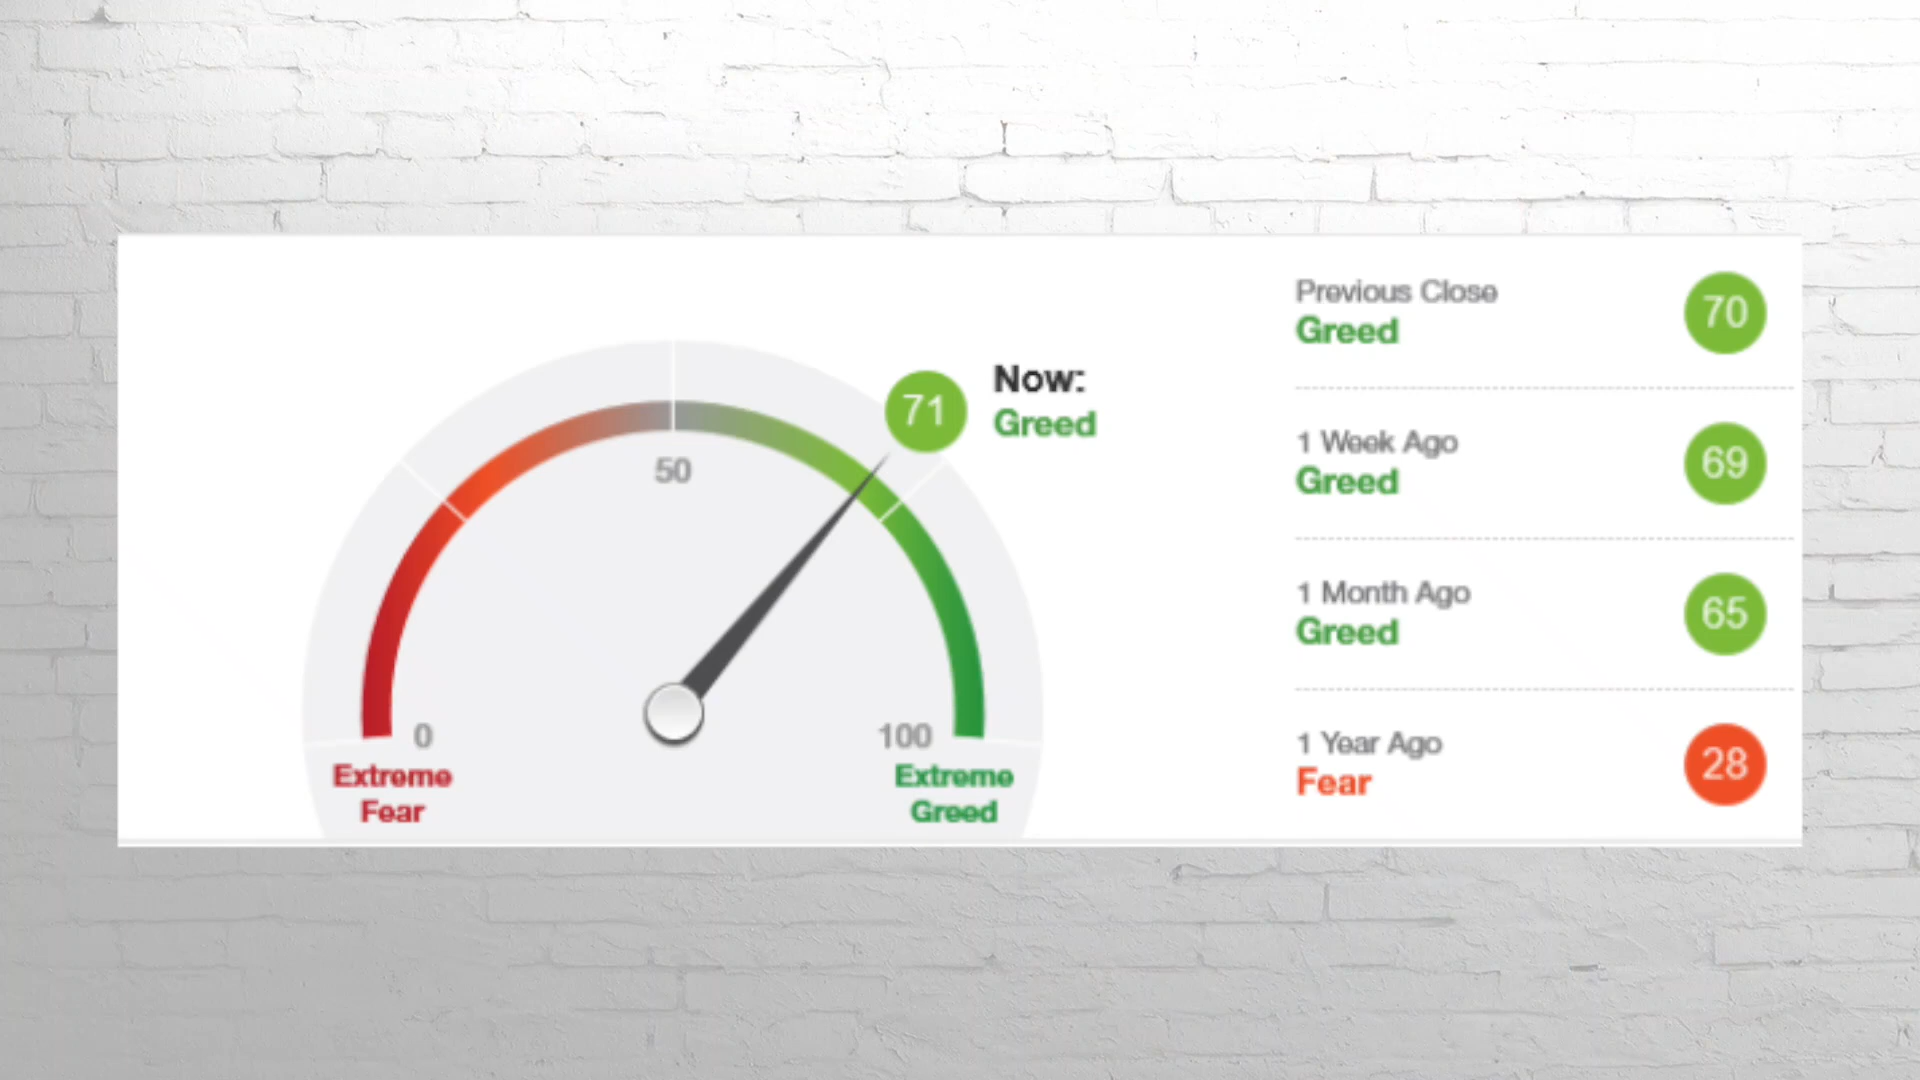 Now:
Greed
71
50
0
100
Extreme
Fear
Extreme
Greed
Previous Close
Greed
70
1 Week Ago
Greed
69
1 Month Ago
Greed
65
1 Year Ago
Fear
28